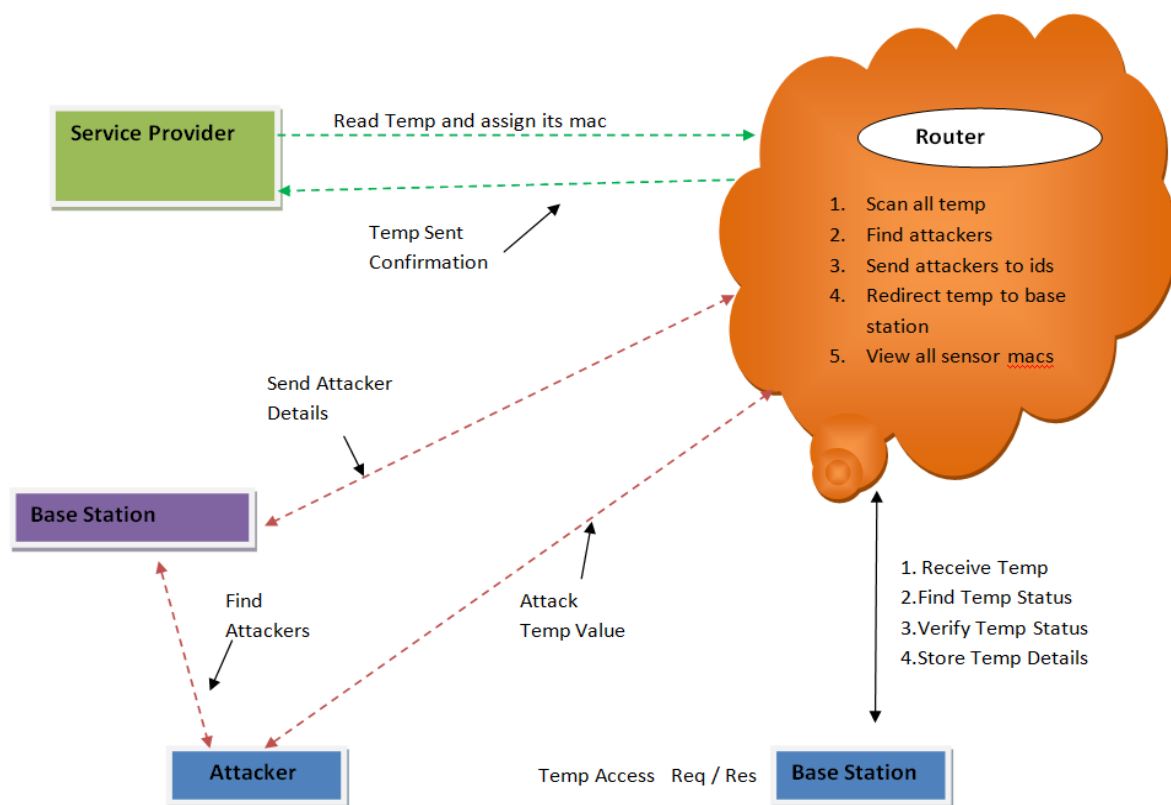 Service Provider
Read Temp and assign its mac
Router
Temp Sent
Confirmation
1. Scan all temp
2. Find attackers
3. Send attackers to ids
4. Redirect temp to base
station
5. View all sensor macs
Send Attacker
Details
Base Station
Find
Attackers
Attack
Temp Value
1. Receive Temp
2.Find Temp Status
3.Verify Temp Status
4.Store Temp Details
Attacker
Temp Access Req / Res
Base Station